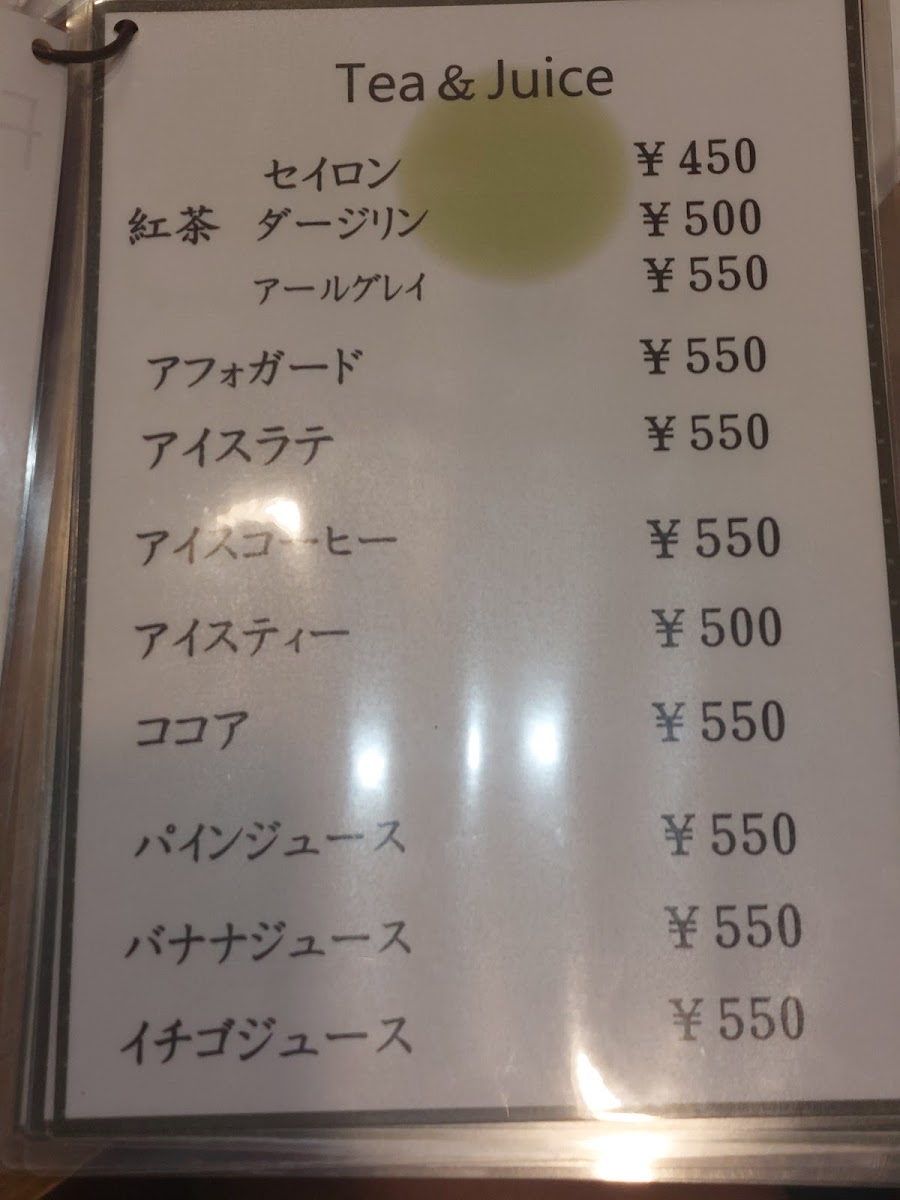 Tea & Juice
セイロン ¥450
紅茶 ダージリン ¥500
アールグレイ ¥550
アフォガード ¥550
アイスラテ ¥550
アイスコーヒー ¥550
アイスティー ¥500
ココア ¥550
パインジュース ¥550
バナナジュース ¥550
イチゴジュース ¥550